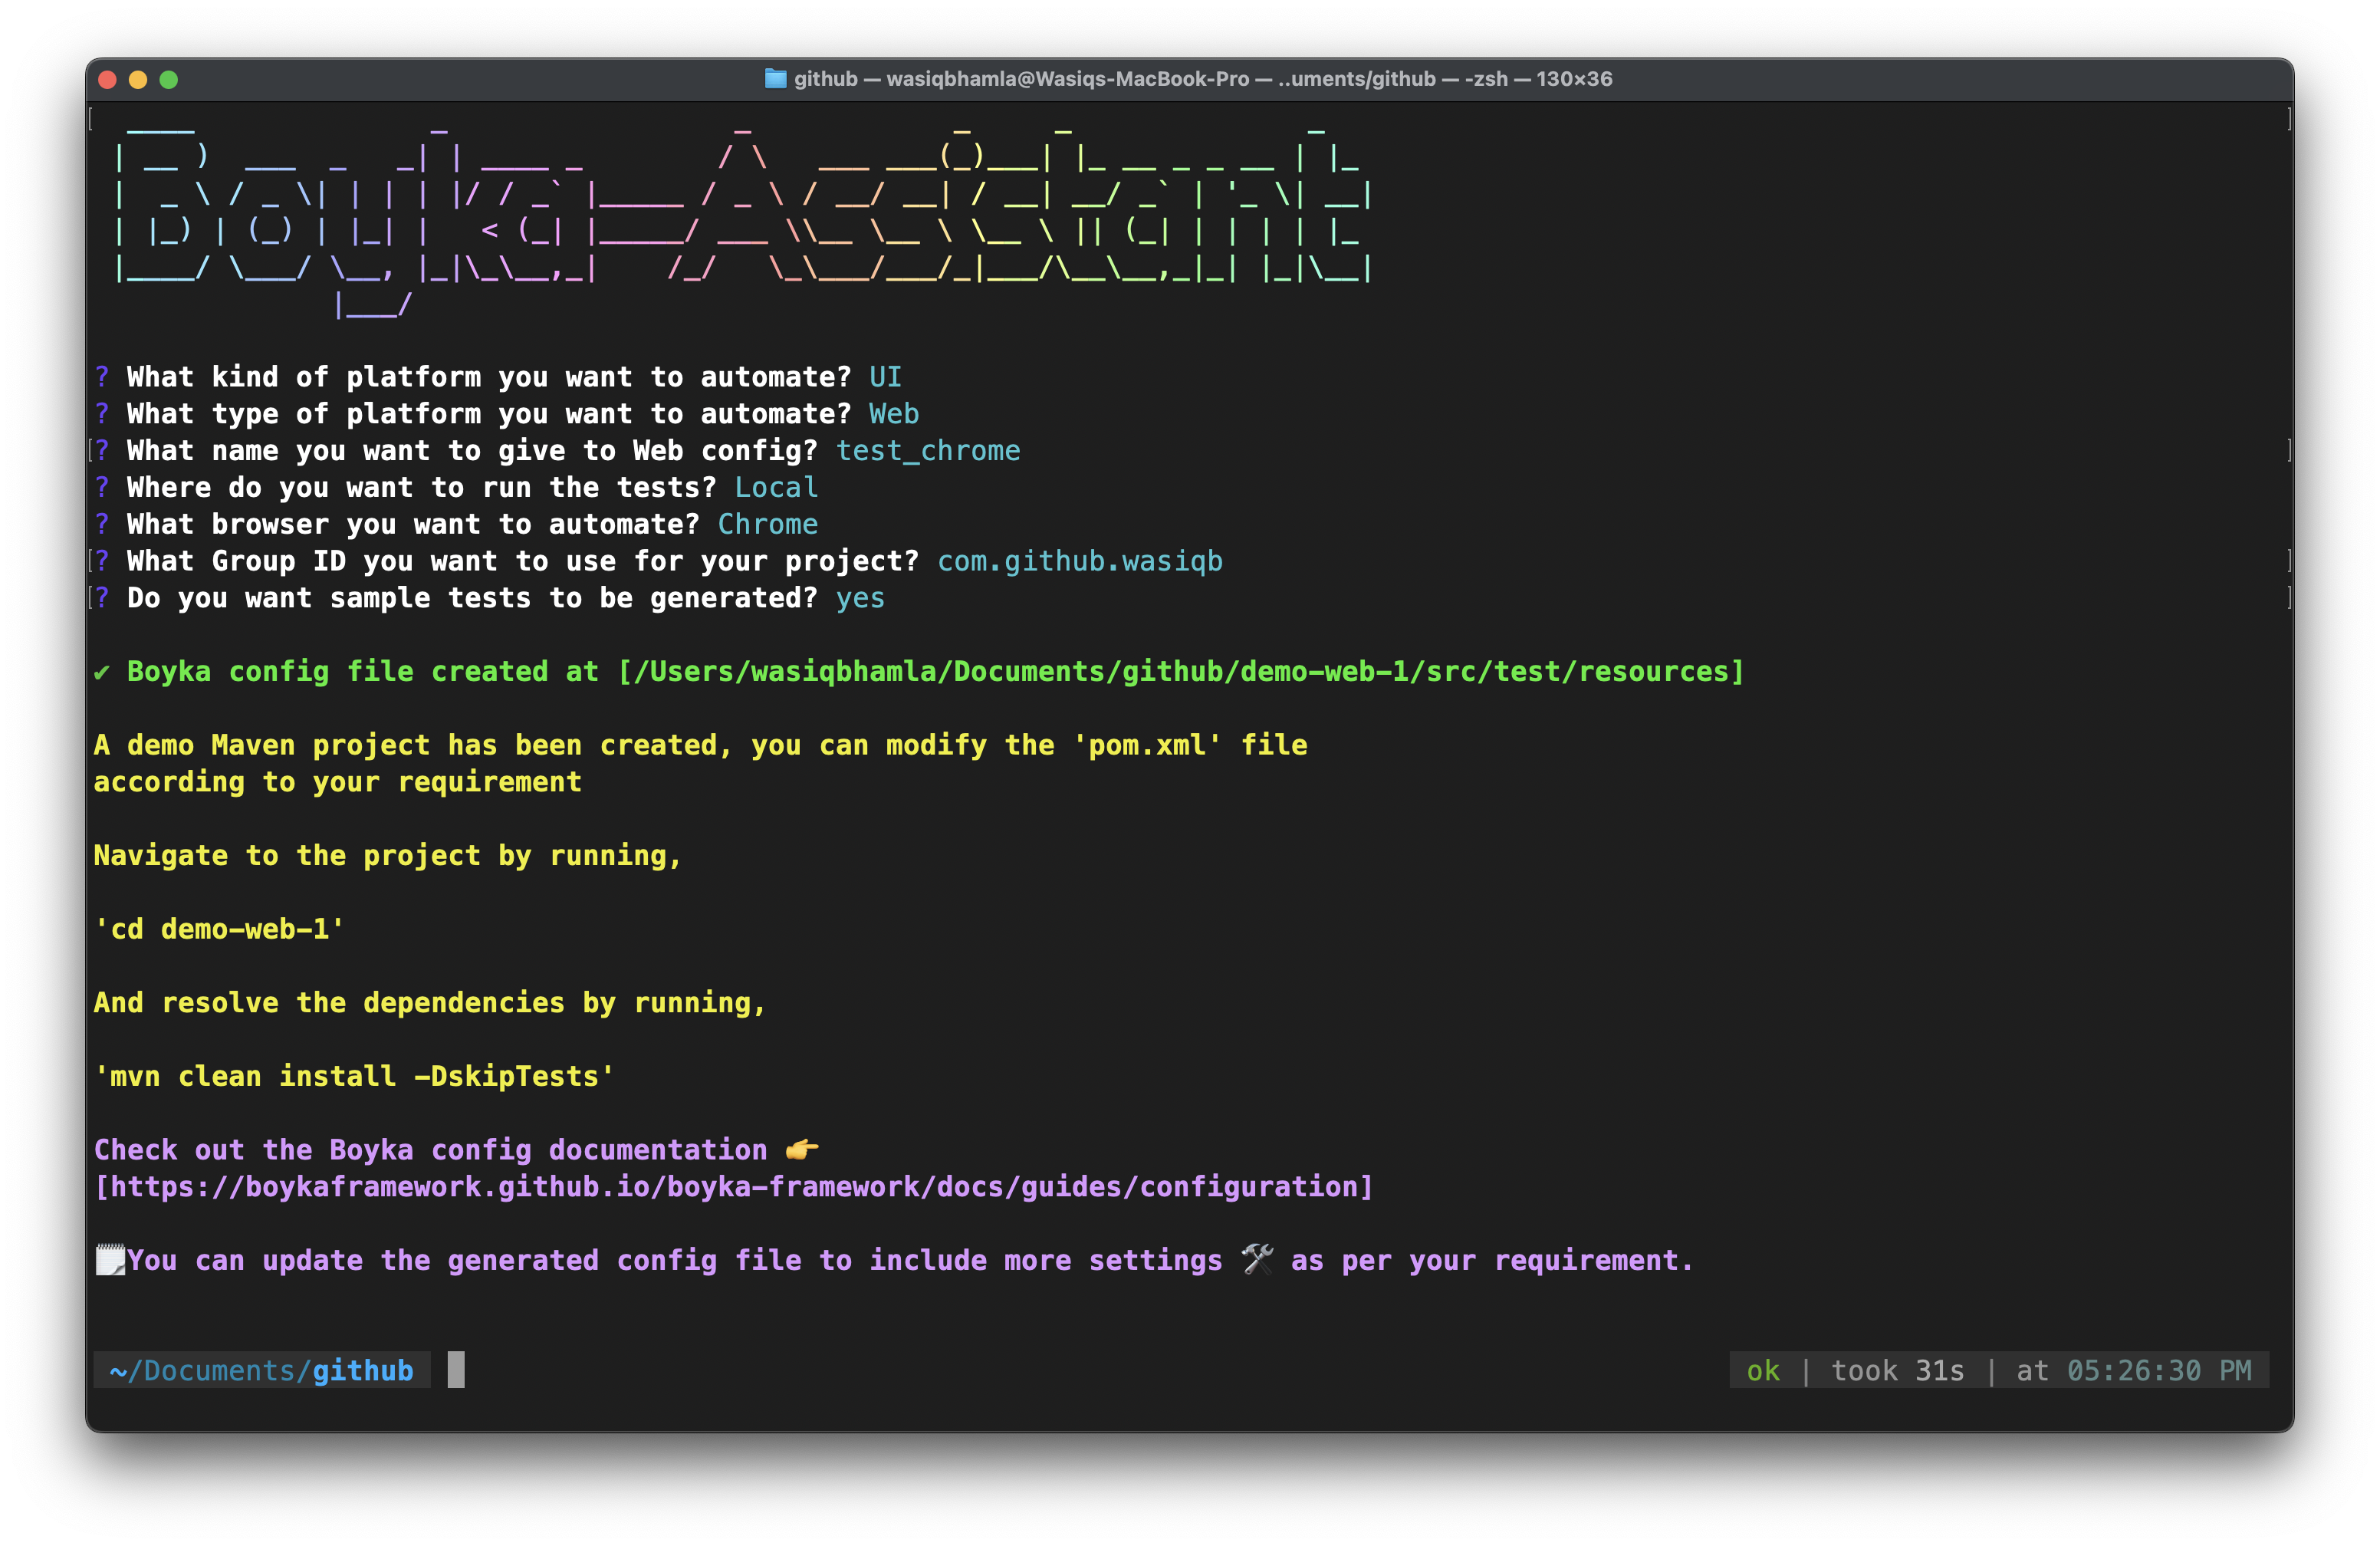 github — wasiqbhamla@Wasiqs-MacBook-Pro — ..uments/github — -zsh — 130×36
Boyka-Assistant
? What kind of platform you want to automate? UI
? What type of platform you want to automate? Web
? What name you want to give to Web config? test_chrome
? Where do you want to run the tests? Local
? What browser you want to automate? Chrome
? What Group ID you want to use for your project? com.github.wasiqb
? Do you want sample tests to be generated? yes
✔ Boyka config file created at [/Users/wasiqbhamla/Documents/github/demo-web-1/src/test/resources]
A demo Maven project has been created, you can modify the 'pom.xml' file
according to your requirement
Navigate to the project by running,
'cd demo-web-1'
And resolve the dependencies by running,
'mvn clean install -DskipTests'
Check out the Boyka config documentation 👉
[https://boykaframework.github.io/boyka-framework/docs/guides/configuration]
🗒️You can update the generated config file to include more settings 🛠️ as per your requirement.
~/Documents/github
ok | took 31s | at 05:26:30 PM